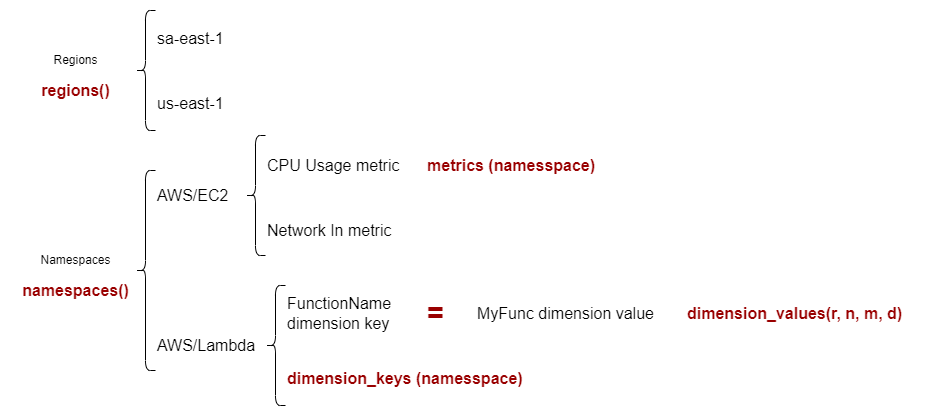 sa-east-1
Regions
regions()
us-east-1
CPU Usage metric metrics (namesspace)
AWS/EC2
Network In metric
Namespaces
namespaces()
FunctionName
dimension key = MyFunc dimension value dimension_values(r, n, m, d)
AWS/Lambda
dimension_keys (namesspace)